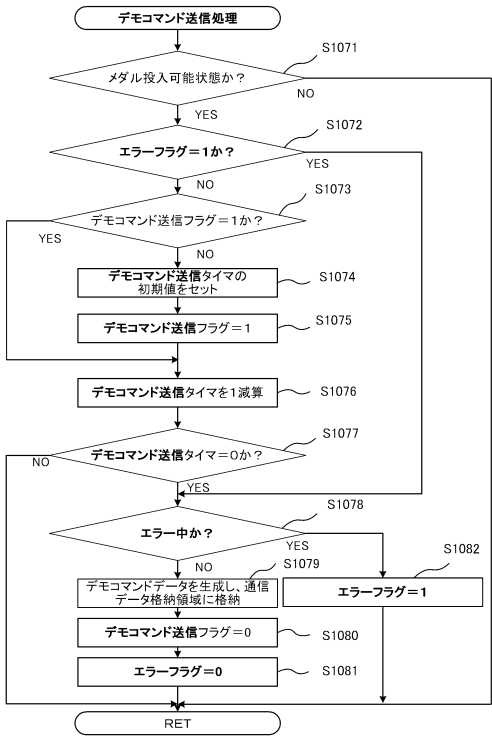 デモコマンド送信処理
S1071
メダル投入可能状態か?
NO
YES
S1072
エラーフラグ=1か?
YES
NO
S1073
デモコマンド送信フラグ=1か?
YES
NO
デモコマンド送信タイマの
初期値をセット
S1074
デモコマンド送信フラグ=1
S1075
デモコマンド送信タイマを1減算
S1076
S1077
デモコマンド送信タイマ=0か?
NO
YES
S1078
エラー中か?
YES
NO
S1079
S1082
デモコマンドデータを生成し、通信
データ格納領域に格納
エラーフラグ=1
デモコマンド送信フラグ=0
S1080
エラーフラグ=0
S1081
RET